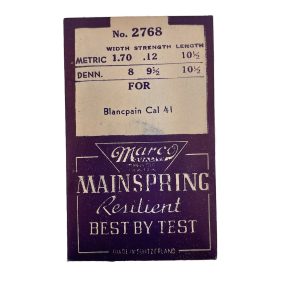 No. 2768
WIDTH STRENGTH LENGTH
METRIC 1.70 .12 10½
DENN. 8 9½ 10½
FOR
Blancpain Cal 41
Marco
MAINSPRING
Resilient
BEST BY TEST
MADE IN SWITZERLAND